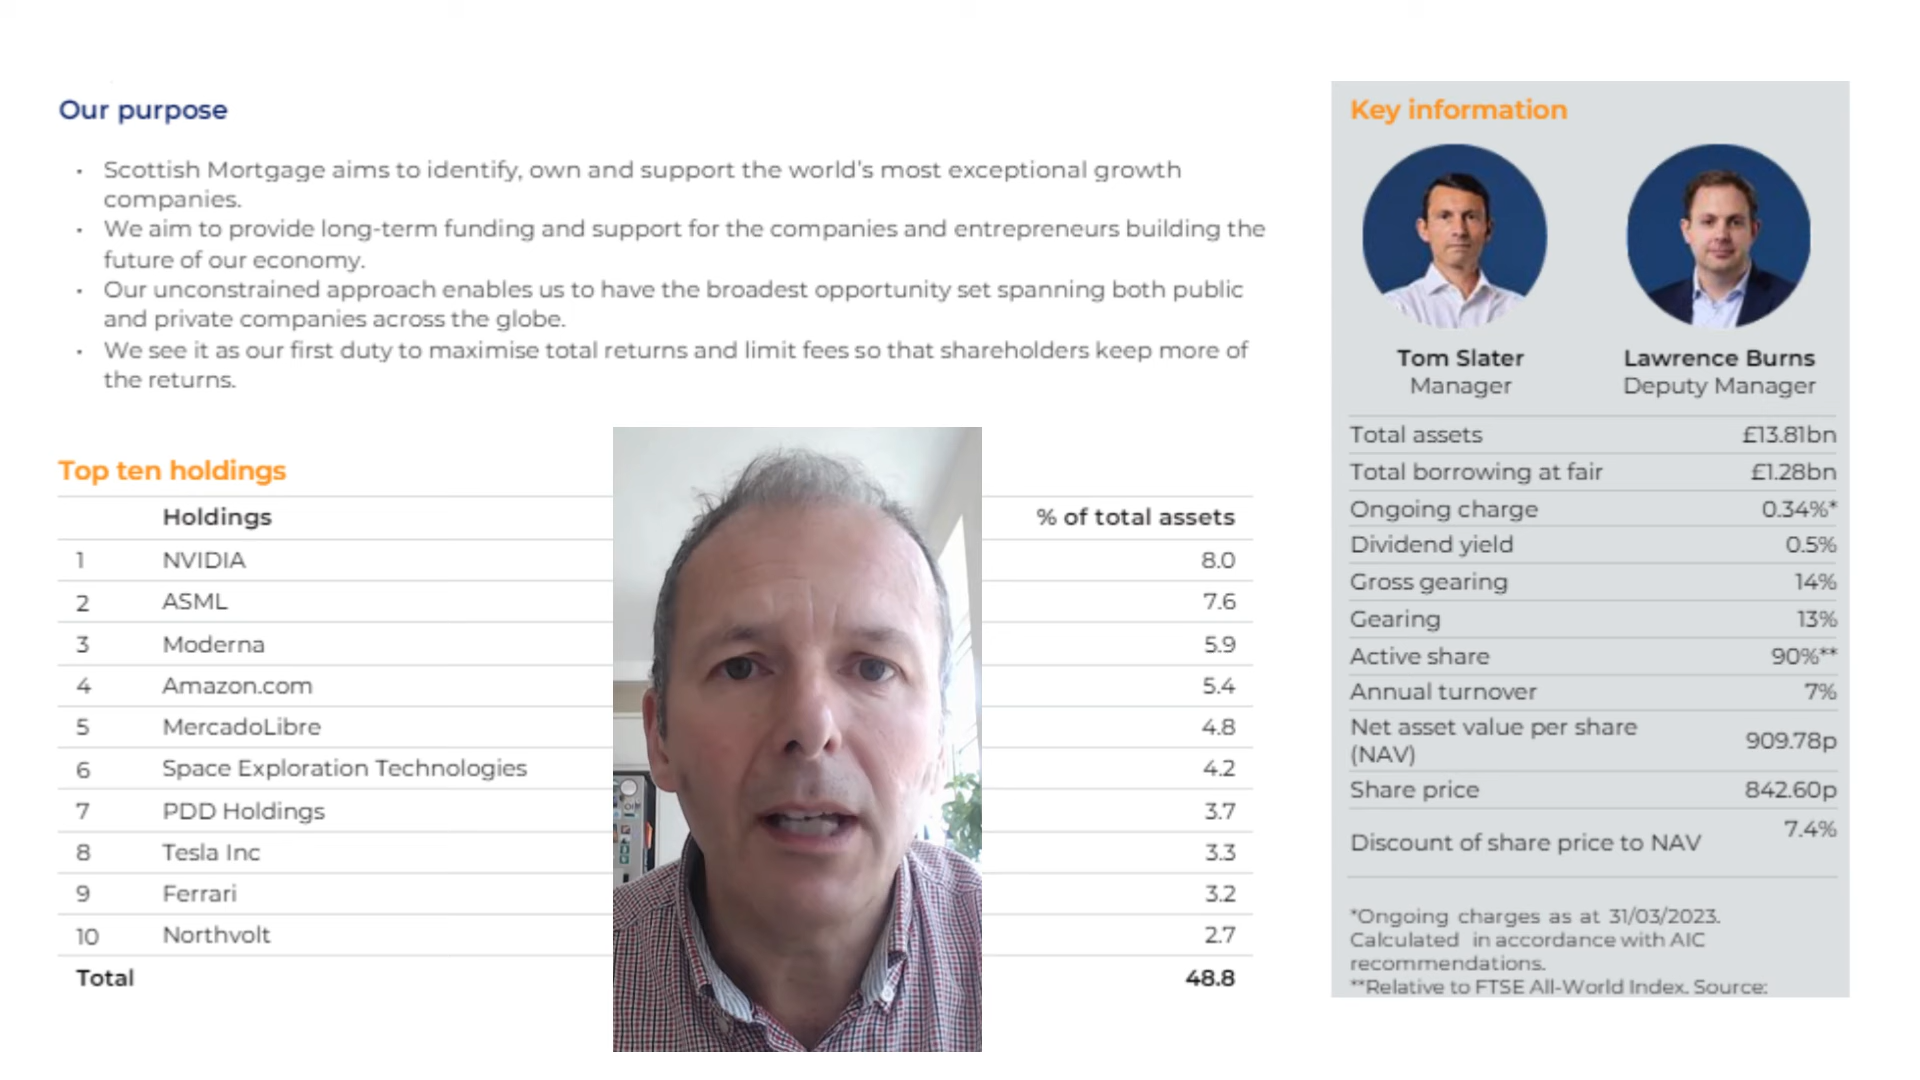 Our purpose
• Scottish Mortgage aims to identify, own and support the world's most exceptional growth
companies.
• We aim to provide long-term funding and support for the companies and entrepreneurs building the
future of our economy.
• Our unconstrained approach enables us to have the broadest opportunity set spanning both public
and private companies across the globe.
• We see it as our first duty to maximise total returns and limit fees so that shareholders keep more of
the returns.
Top ten holdings
Holdings % of total assets
1 NVIDIA 8.0
2 ASML 7.6
3 Moderna 5.9
4 Amazon.com 5.4
5 MercadoLibre 4.8
6 Space Exploration Technologies 4.2
7 PDD Holdings 3.7
8 Tesla Inc 3.3
9 Ferrari 3.2
10 Northvolt 2.7
Total 48.8
Key information
Tom Slater
Manager
Lawrence Burns
Deputy Manager
Total assets £13.81bn
Total borrowing at fair £1.28bn
Ongoing charge 0.34%*
Dividend yield 0.5%
Gross gearing 14%
Gearing 13%
Active share 90%**
Annual turnover 7%
Net asset value per share
(NAV) 909.78p
Share price 842.60p
Discount of share price to NAV 7.4%
*Ongoing charges as at 31/03/2023.
Calculated in accordance with AIC
recommendations.
**Relative to FTSE All-World Index. Source: